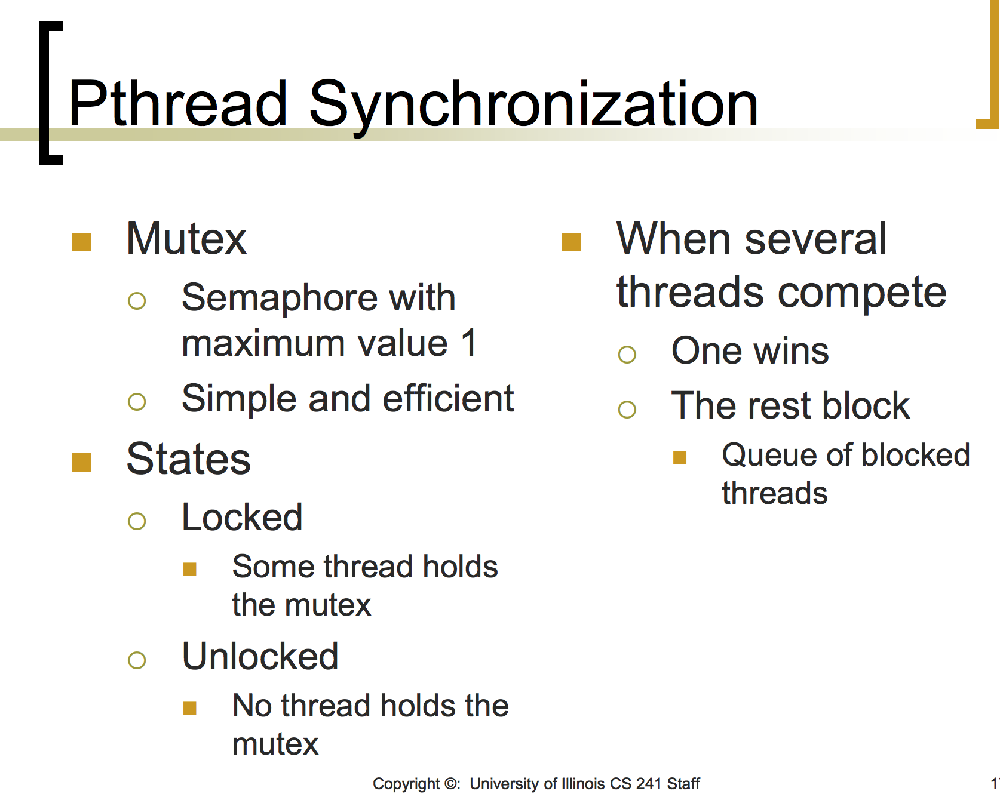 Pthread Synchronization
Mutex
Semaphore with
maximum value 1
Simple and efficient
States
Locked
Some thread holds
the mutex
Unlocked
No thread holds the
mutex
When several
threads compete
One wins
The rest block
Queue of blocked
threads
Copyright ©: University of Illinois CS 241 Staff